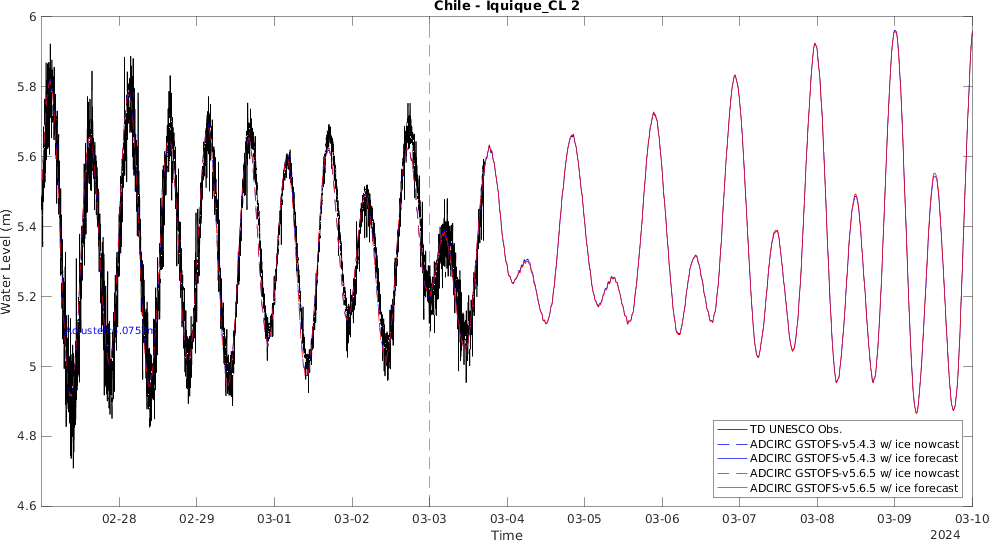 Chile - Iquique_CL 2
6
5.8
5.6
5.4
5.2
5
4.8
4.6
Water Level (m)
02-28
02-29
03-01
03-02
03-03
03-04
03-05
03-06
03-07
03-08
03-09
03-10
Time
2024
TD UNESCO Obs.
ADCIRC GSTOFS-v5.4.3 w/ ice nowcast
ADCIRC GSTOFS-v5.4.3 w/ ice forecast
ADCIRC GSTOFS-v5.6.5 w/ ice nowcast
ADCIRC GSTOFS-v5.6.5 w/ ice forecast